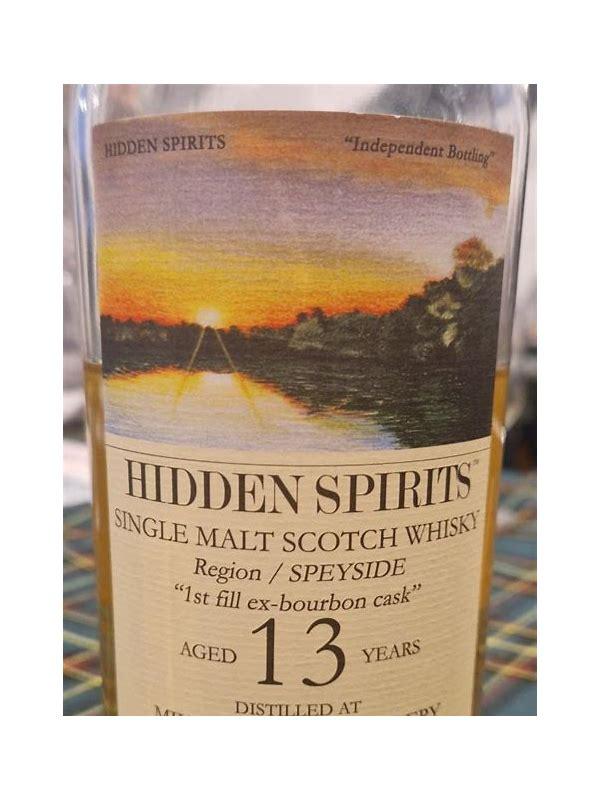 HIDDEN SPIRITS "Independent Bottling"
HIDDEN SPIRITS™
SINGLE MALT SCOTCH WHISKY
Region / SPEYSIDE
"1st fill ex-bourbon cask"
AGED 13 YEARS
DISTILLED AT